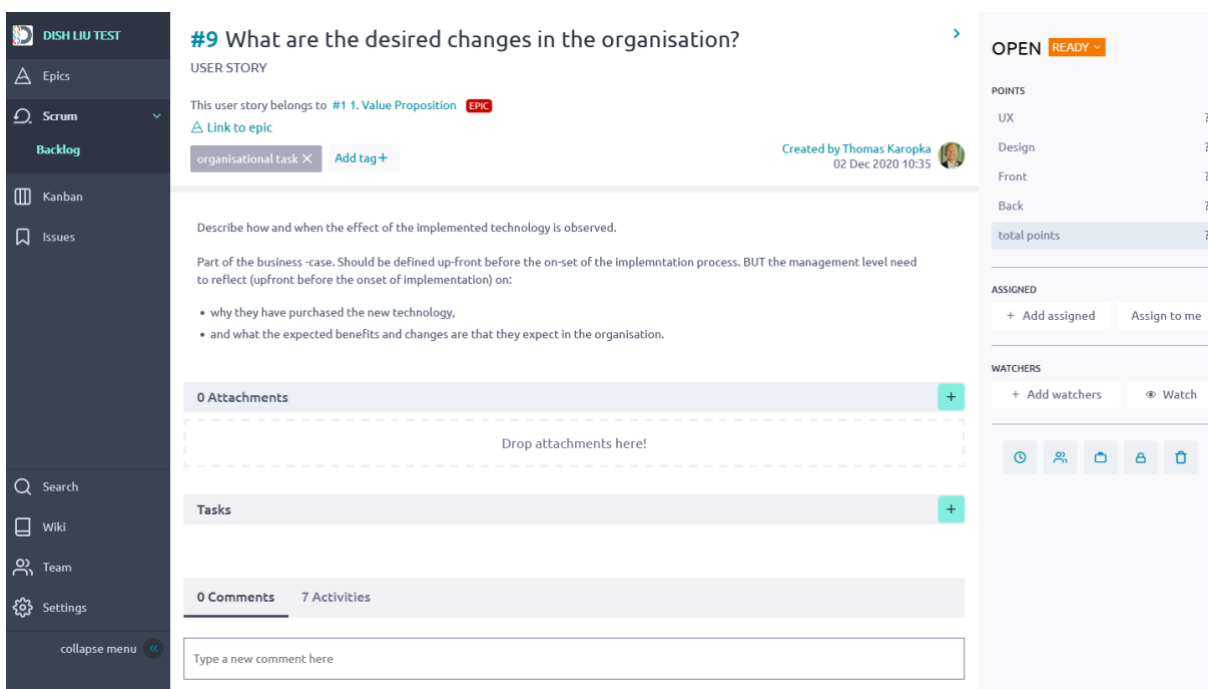 DISH LIU TEST
Epics
Scrum
Backlog
Kanban
Issues
Search
Wiki
Team
Settings
collapse menu
#9 What are the desired changes in the organisation?
USER STORY
This user story belongs to #1 1. Value Proposition EPIC
Link to epic
organisational task X Add tag+
Created by Thomas Karopka
02 Dec 2020 10:35
Describe how and when the effect of the implemented technology is observed.
Part of the business -case. Should be defined up-front before the on-set of the implemntation process. BUT the management level need
to reflect (upfront before the onset of implementation) on:
• why they have purchased the new technology,
• and what the expected benefits and changes are that they expect in the organisation.
0 Attachments +
Drop attachments here!
Tasks +
0 Comments 7 Activities
Type a new comment here
OPEN READY
POINTS
UX ?
Design ?
Front ?
Back ?
total points ?
ASSIGNED
+ Add assigned Assign to me
WATCHERS
+ Add watchers Watch